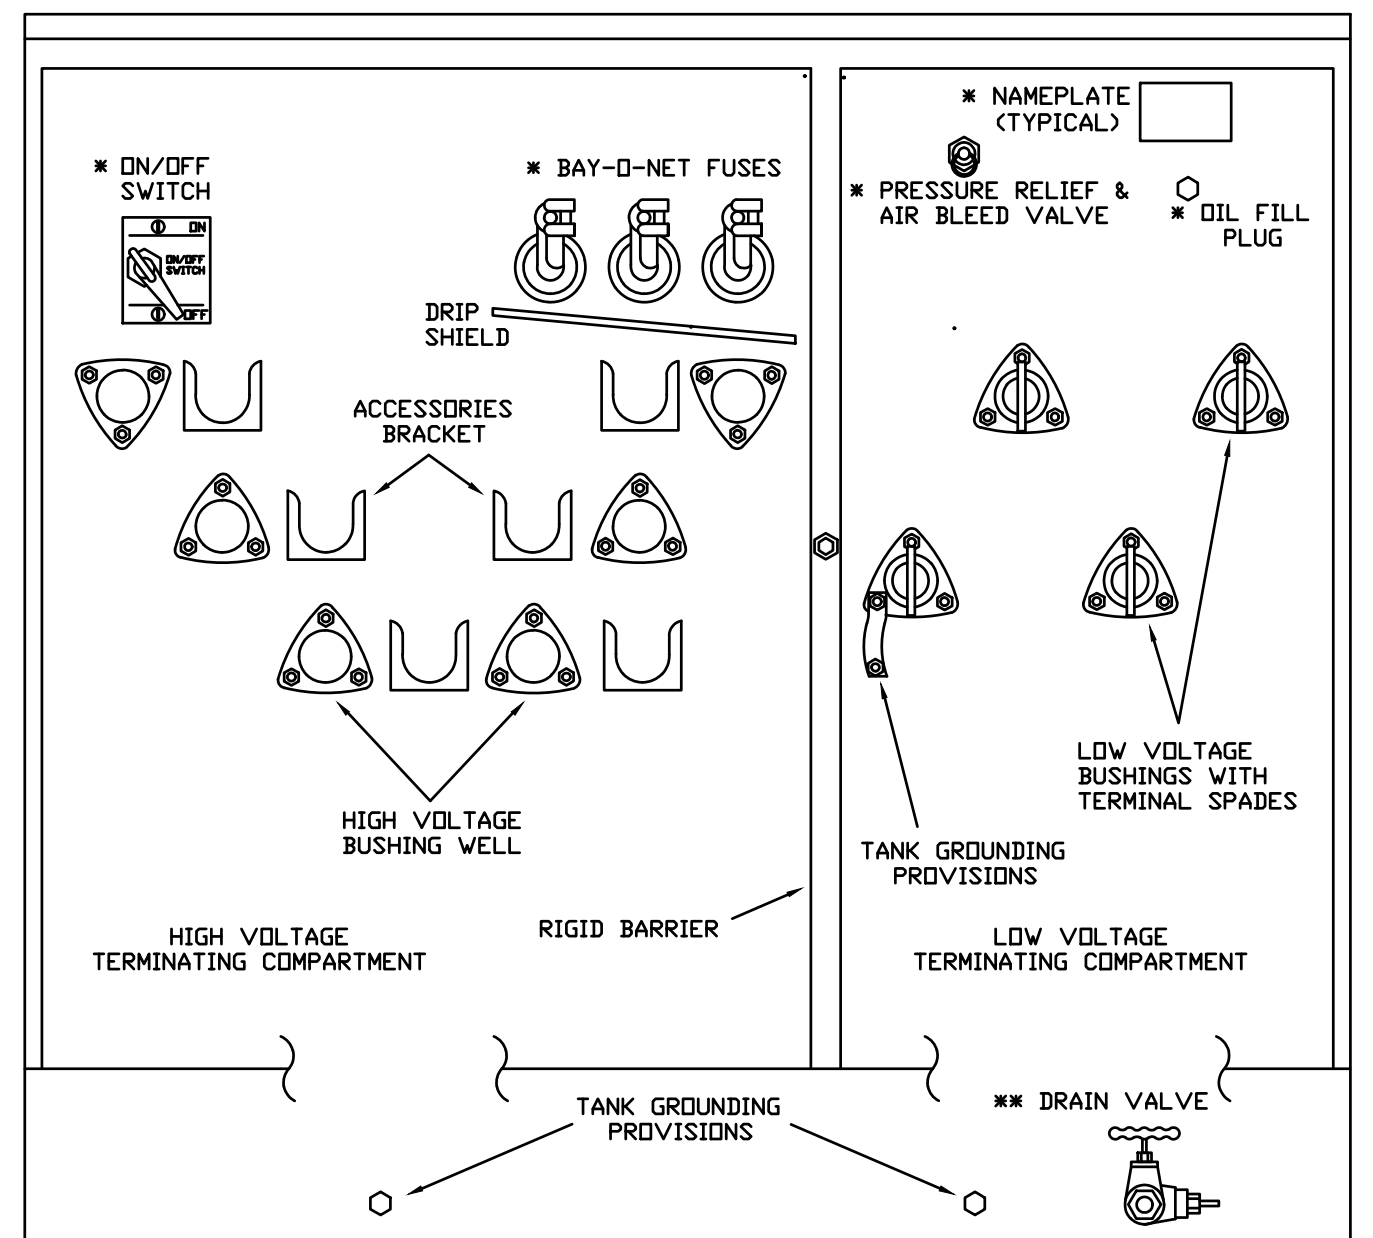 * NAMEPLATE
(TYPICAL)
* ON/OFF
SWITCH
* BAY-O-NET FUSES
* PRESSURE RELIEF &
AIR BLEED VALVE
* OIL FILL
PLUG
ON
ON/OFF
SWITCH
OFF
DRIP
SHIELD
ACCESSORIES
BRACKET
LOW VOLTAGE
BUSHINGS WITH
TERMINAL SPADES
HIGH VOLTAGE
BUSHING WELL
TANK GROUNDING
PROVISIONS
RIGID BARRIER
HIGH VOLTAGE
TERMINATING COMPARTMENT
LOW VOLTAGE
TERMINATING COMPARTMENT
TANK GROUNDING
PROVISIONS
** DRAIN VALVE